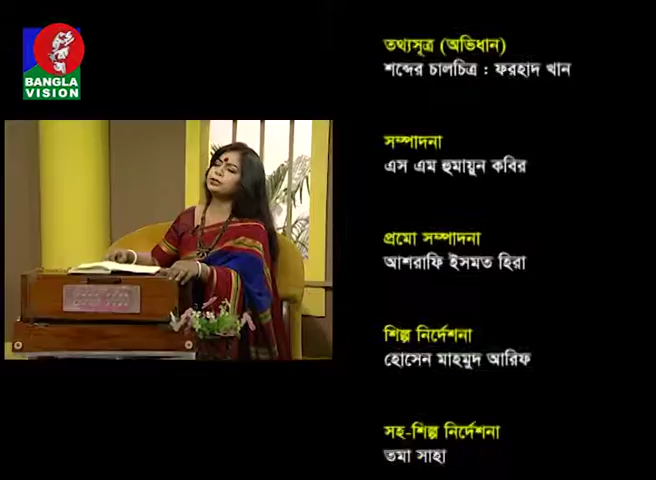 BANGLA
VISION
তথ্যসূত্র (অভিধান)
শব্দের চালচিত্র : ফরহাদ খান
সম্পাদনা
এস এম হুমায়ুন কবির
প্রমো সম্পাদনা
আশরাফি ইসমত হিরা
শিল্প নির্দেশনা
হোসেন মাহমুদ আরিফ
সহ-শিল্প নির্দেশনা
তমা সাহা